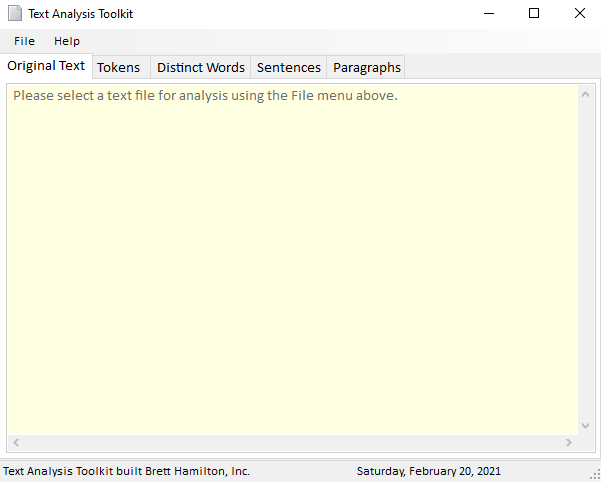 Text Analysis Toolkit
File Help
Original Text Tokens Distinct Words Sentences Paragraphs
Please select a text file for analysis using the File menu above.
Text Analysis Toolkit built Brett Hamilton, Inc. Saturday, February 20, 2021